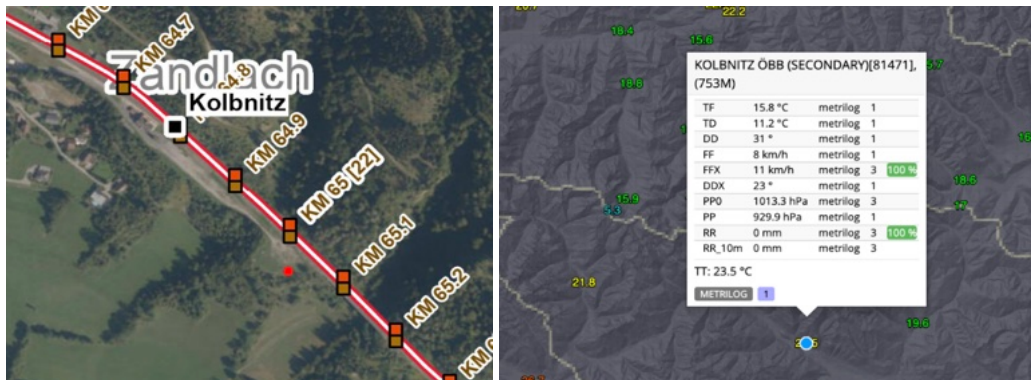 KM 64.7
Zandlach
Kolbnitz
KM 64.9
KM 65 [22]
KM 65.1
KM 65.2
22.2
18.4
15.6
18.8
15.9
5.3
21.8
18.6
17
19.6
KOLBNITZ ÖBB (SECONDARY)[81471],
(753M)
TF 15.8 °C metrilog 1
TD 11.2 °C metrilog 1
DD 31 ° metrilog 1
FF 8 km/h metrilog 1
FFX 11 km/h metrilog 3 100 %
DDX 23 ° metrilog 1
PP0 1013.3 hPa metrilog 3
PP 929.9 hPa metrilog 1
RR 0 mm metrilog 3 100 %
RR_10m 0 mm metrilog 3
TT: 23.5 °C
METRILOG 1